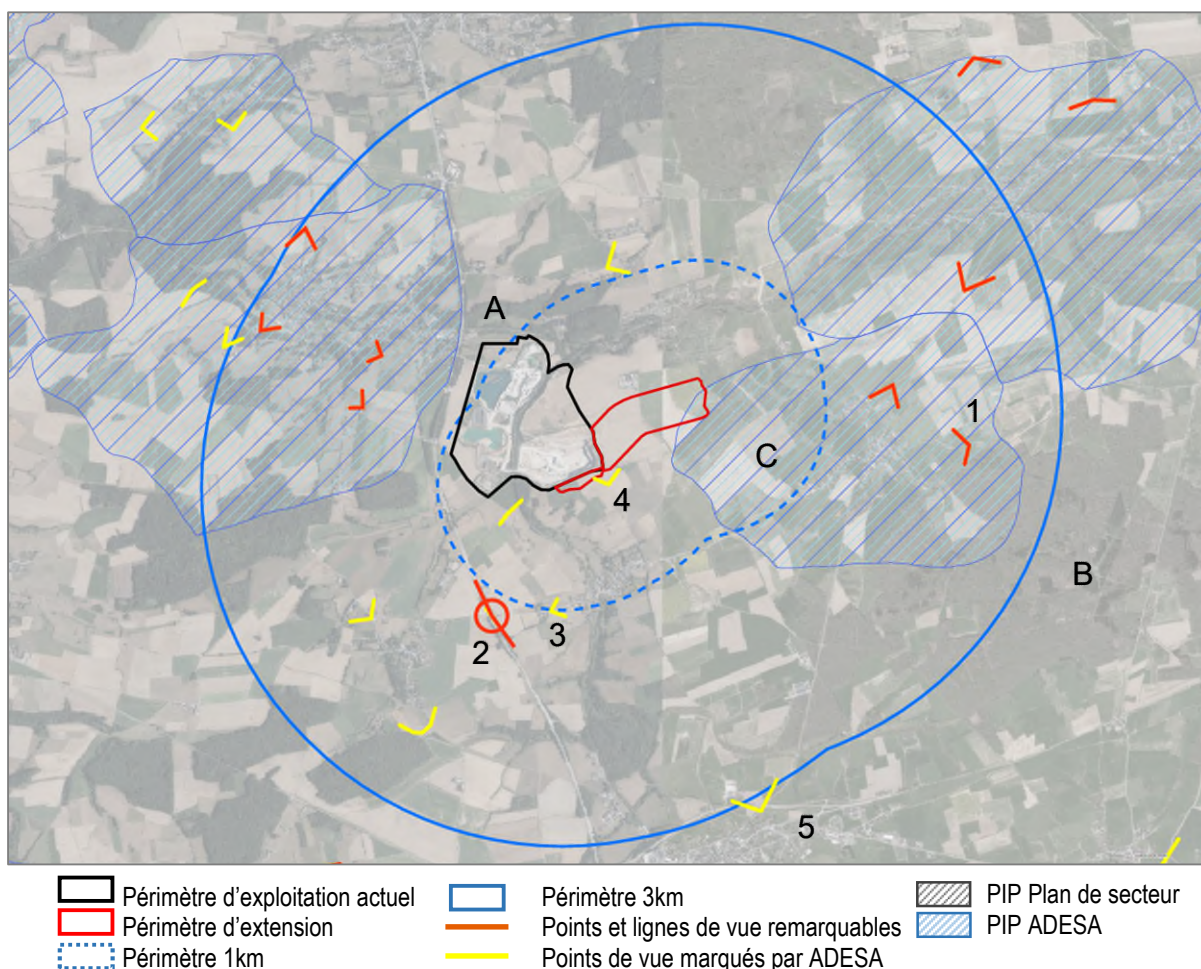 A
1
C
4
B
3
2
5
Périmètre d'exploitation actuel
Périmètre d'extension
Périmètre 1km
Périmètre 3km
Points et lignes de vue remarquables
Points de vue marqués par ADESA
PIP Plan de secteur
PIP ADESA